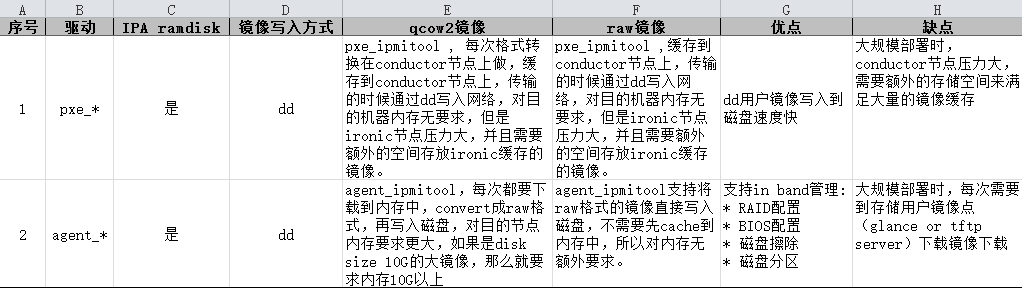 A B C D E F G H
序号 驱动 IPA ramdisk 镜像写入方式 qcow2镜像 raw镜像 优点 缺点
1
pxe_*
是
dd
pxe_ipmitool ，每次格式转
换在conductor节点上做，缓
存到conductor节点上，传输
的时候通过dd写入网络，对目
的机器内存无要求，但是
ironic节点压力大，并且需要
额外的空间存放ironic缓存的
镜像。
pxe_ipmitool ,缓存到
conductor节点上，传输
的时候通过dd写入网
络，对目的机器内存无
要求，但是ironic节点
压力大，并且需要额外
的空间存放ironic缓存
的镜像。
dd用户镜像写入到
磁盘速度快
大规模部署时，
conductor节点压力大，
需要额外的存储空间来满
足大量的镜像缓存
2
agent_*
是
dd
agent_ipmitool，每次都要下
载到内存中，convert成raw格
式，再写入磁盘，对目的节点
内存要求更大，如果是disk
size 10G的大镜像，那么就要
求内存10G以上
agent_ipmitool支持将
raw格式的镜像直接写入
磁盘，不需要先cache到
内存中，所以对内存无
额外要求。
支持in band管理:
* RAID配置
* BIOS配置
* 磁盘擦除
* 磁盘分区
大规模部署时，每次需要
到存储用户镜像点
（glance or tftp
server）下载镜像下载